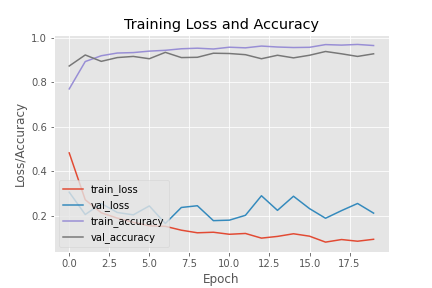 Training Loss and Accuracy
1.0
0.8
0.6
0.4
0.2
Loss/Accuracy
train_loss
val_loss
train_accuracy
val_accuracy
0.0 2.5 5.0 7.5 10.0 12.5 15.0 17.5
Epoch